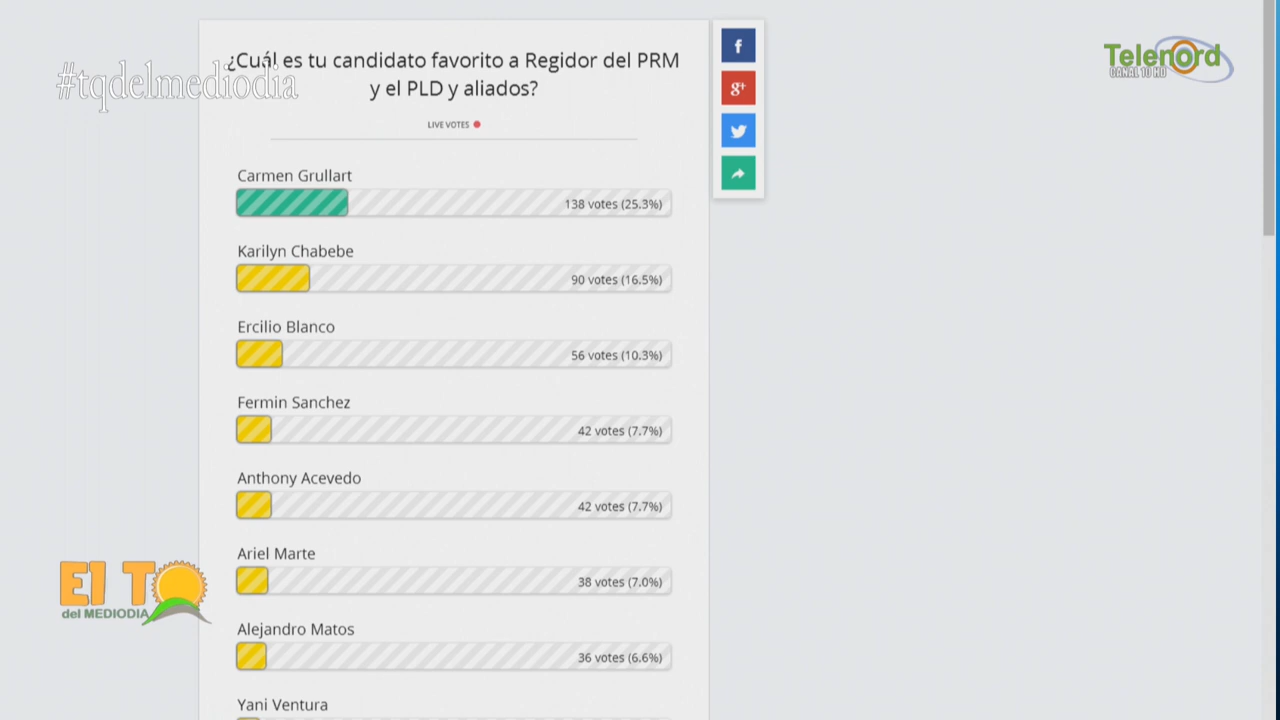 ¿Cuál es tu candidato favorito a Regidor del PRM
y el PLD y aliados?
#tqdelmediodia
LIVE VOTES
Carmen Grullart
138 votes (25.3%)
Karilyn Chabebe
90 votes (16.5%)
Ercilio Blanco
56 votes (10.3%)
Fermin Sanchez
42 votes (7.7%)
Anthony Acevedo
42 votes (7.7%)
Ariel Marte
38 votes (7.0%)
Alejandro Matos
36 votes (6.6%)
Yani Ventura
f
g+
Telenord
CANAL 10 HD
El TO
del MEDIODIA